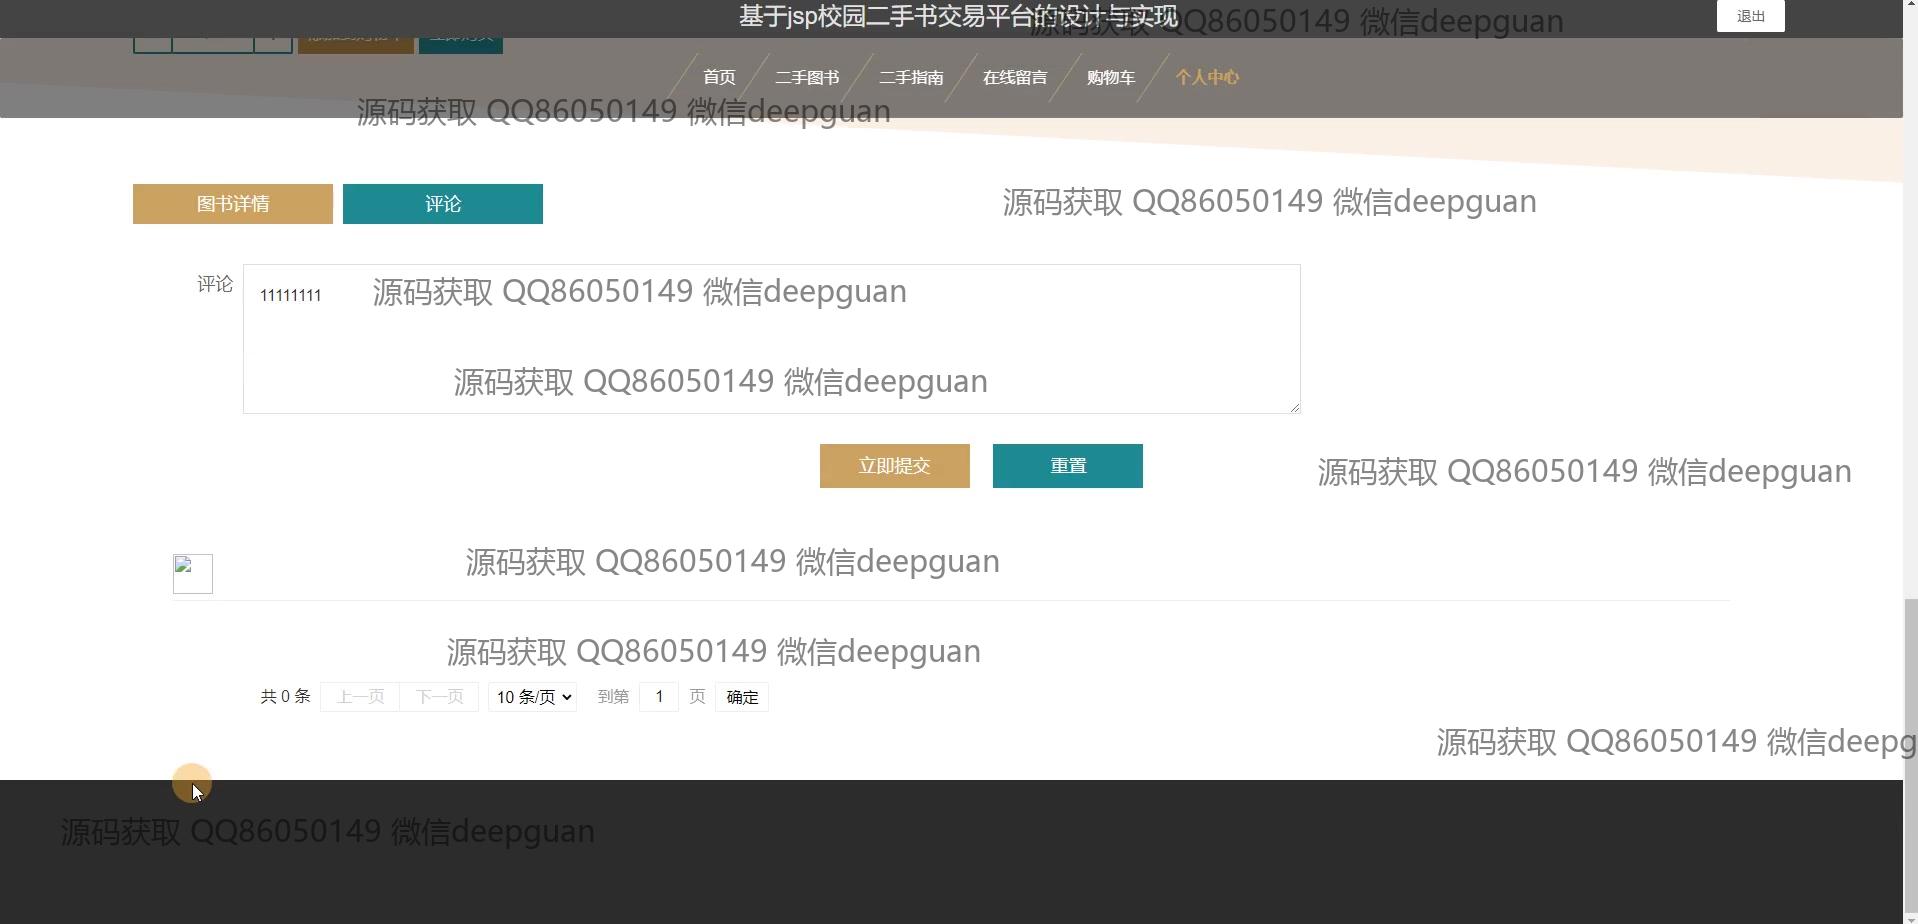 基于jsp校园二手书交易平台的设计与实现
源码获取 QQ86050149 微信deepguan
退出
首页 二手图书 二手指南 在线留言 购物车 个人中心
源码获取 QQ86050149 微信deepguan
图书详情 评论
源码获取 QQ86050149 微信deepguan
评论
11111111
源码获取 QQ86050149 微信deepguan
源码获取 QQ86050149 微信deepguan
立即提交 重置
源码获取 QQ86050149 微信deepguan
源码获取 QQ86050149 微信deepguan
源码获取 QQ86050149 微信deepguan
共 0 条 上一页 下一页 10 条/页 到第 1 页 确定
源码获取 QQ86050149 微信deepg
源码获取 QQ86050149 微信deepguan